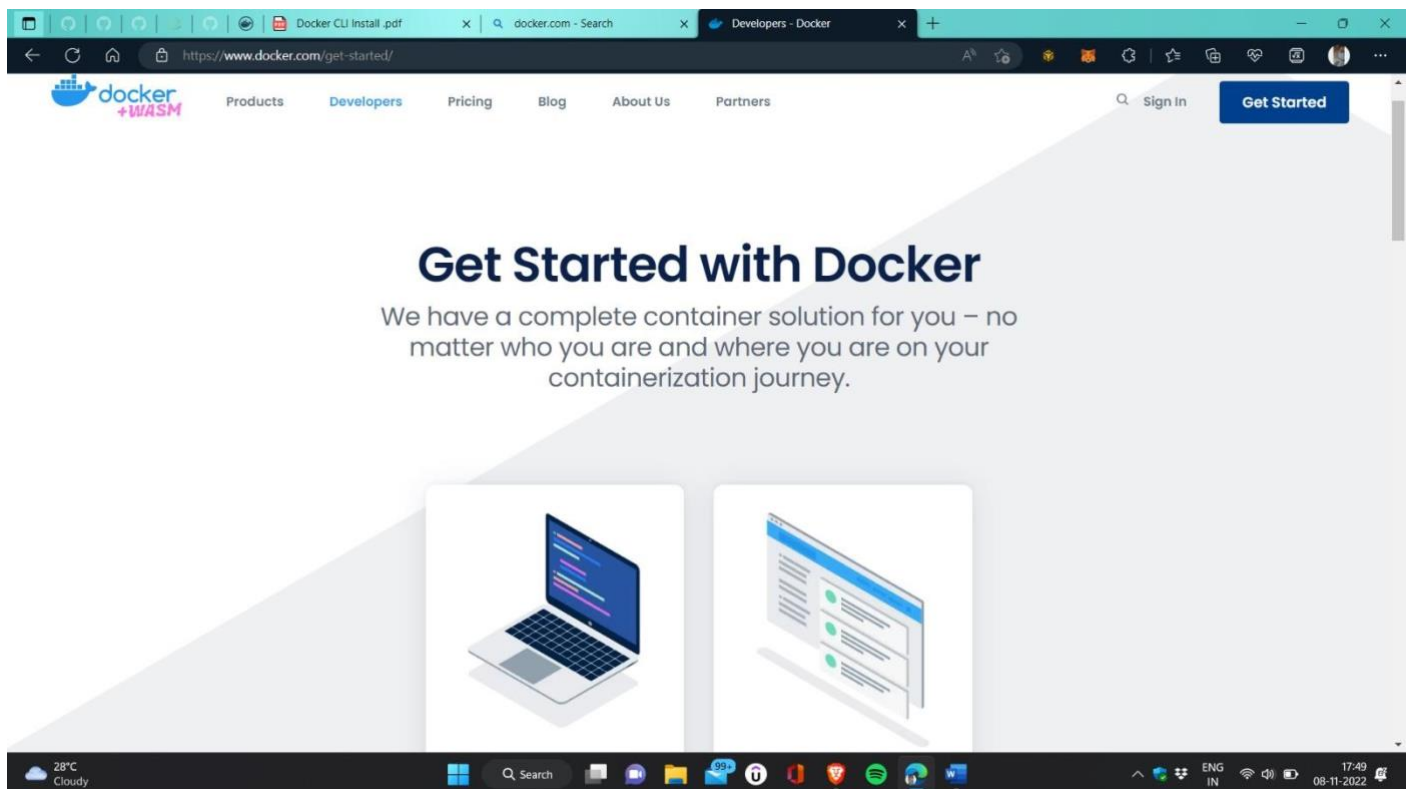 Docker CLI Install .pdf
docker.com - Search
Developers - Docker
https://www.docker.com/get-started/
docker
+WASM
Products
Developers
Pricing
Blog
About Us
Partners
Sign In
Get Started
Get Started with Docker
We have a complete container solution for you – no
matter who you are and where you are on your
containerization journey.
28°C
Cloudy
Search
99+
ENG
IN
17:49
08-11-2022